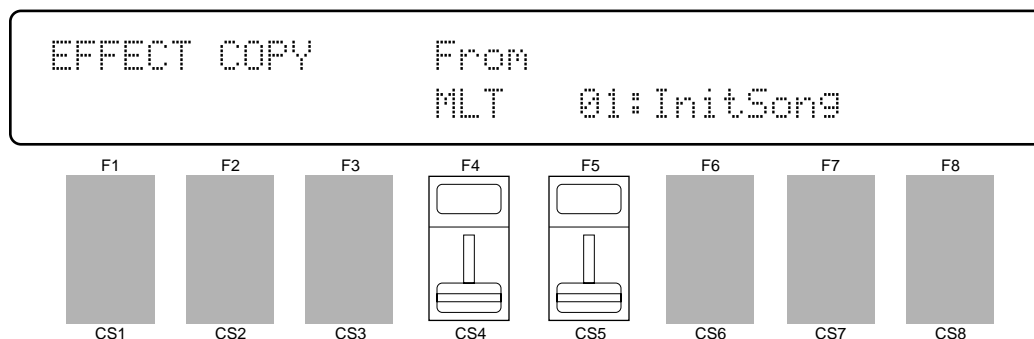 EFFECT COPY From
MLT 01:InitSong
F1 F2 F3 F4 F5 F6 F7 F8
CS1 CS2 CS3 CS4 CS5 CS6 CS7 CS8